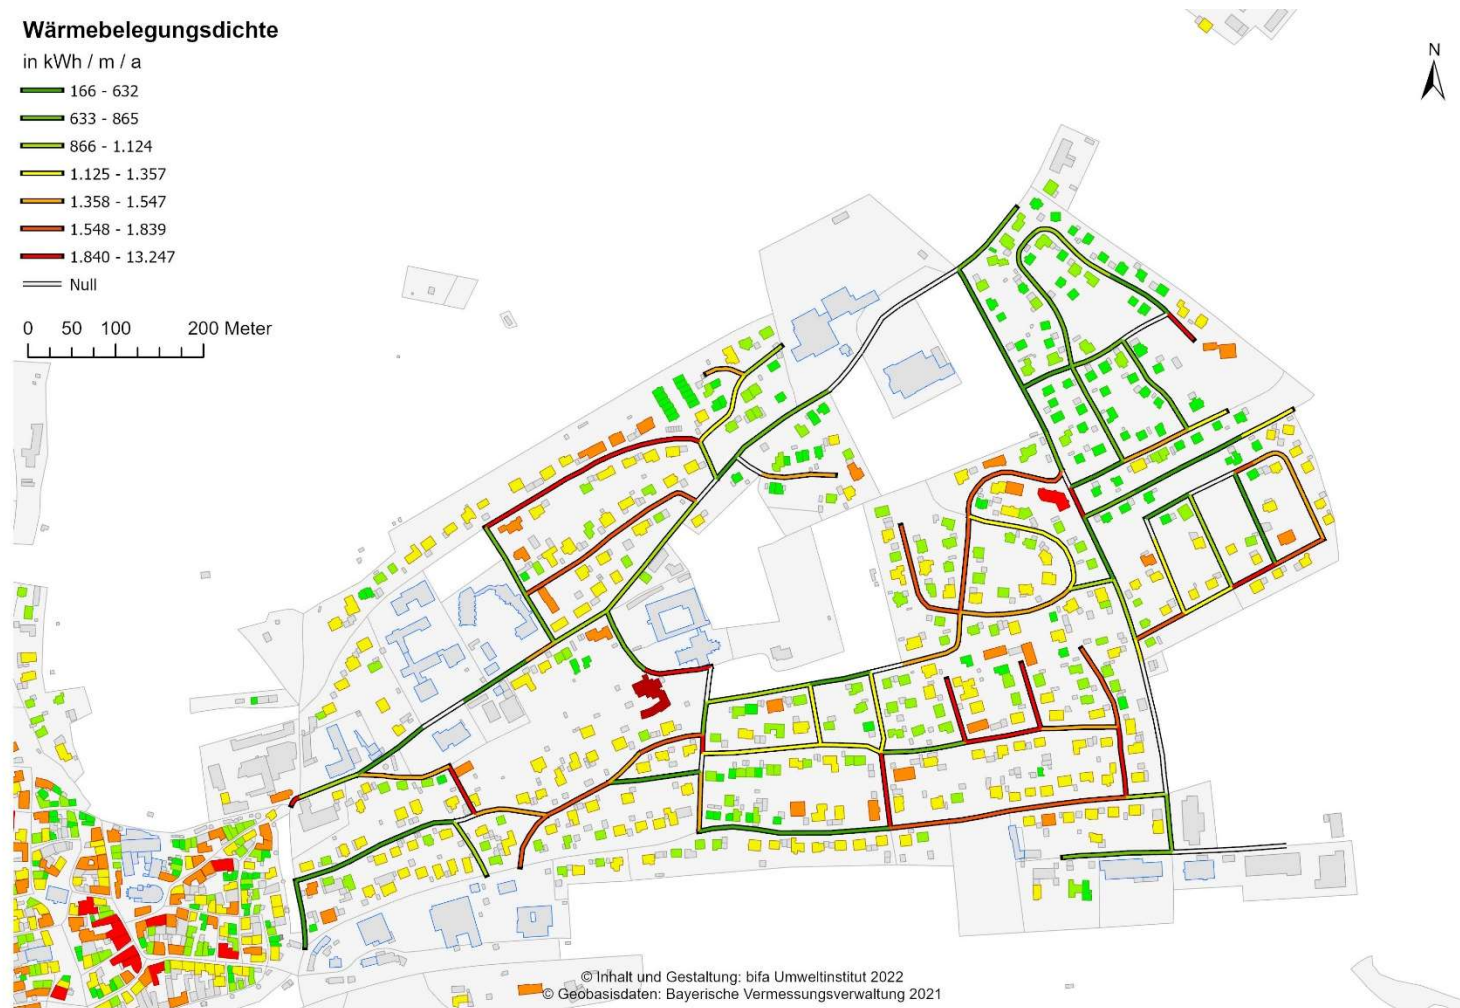 Wärmebelegungsdichte
in kWh / m / a
166 - 632
633 - 865
866 - 1.124
1.125 - 1.357
1.358 - 1.547
1.548 - 1.839
1.840 - 13.247
Null
0 50 100 200 Meter
N
© Inhalt und Gestaltung: bifa Umweltinstitut 2022
© Geobasisdaten: Bayerische Vermessungsverwaltung 2021